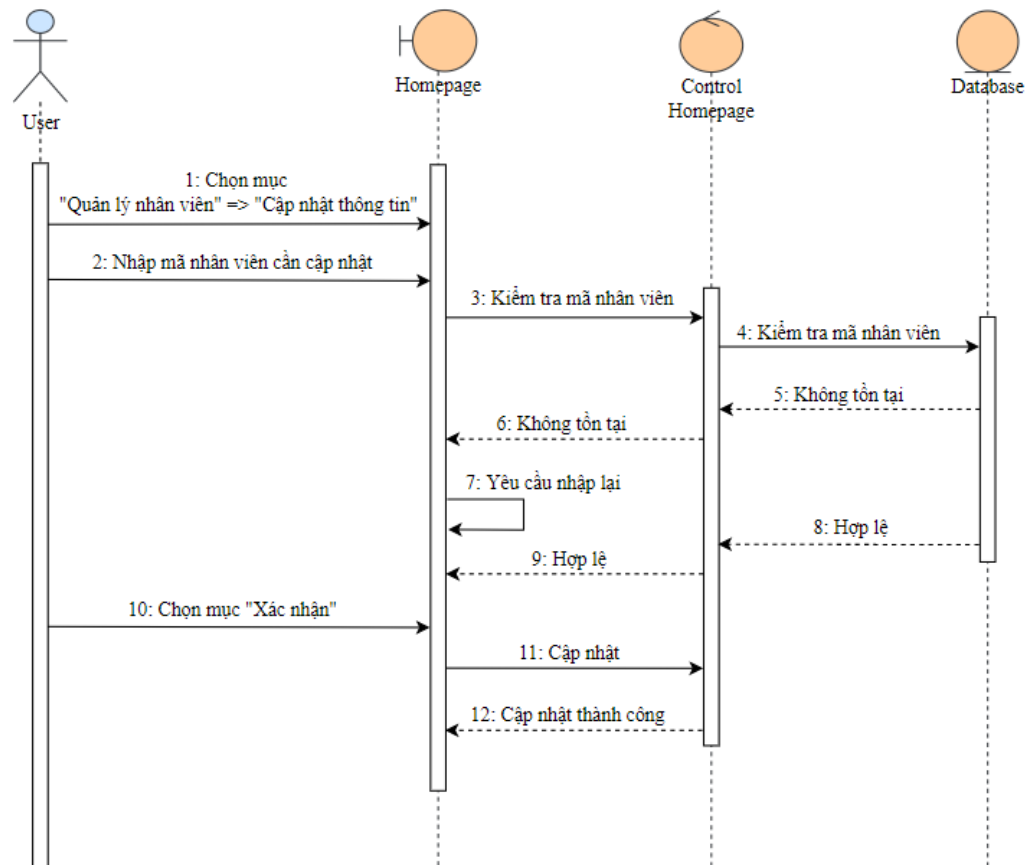 User
Homepage
Control
Homepage
Database
1: Chọn mục
"Quản lý nhân viên" => "Cập nhật thông tin"
2: Nhập mã nhân viên cần cập nhật
3: Kiểm tra mã nhân viên
4: Kiểm tra mã nhân viên
5: Không tồn tại
6: Không tồn tại
7: Yêu cầu nhập lại
8: Hợp lệ
9: Hợp lệ
10: Chọn mục "Xác nhận"
11: Cập nhật
12: Cập nhật thành công